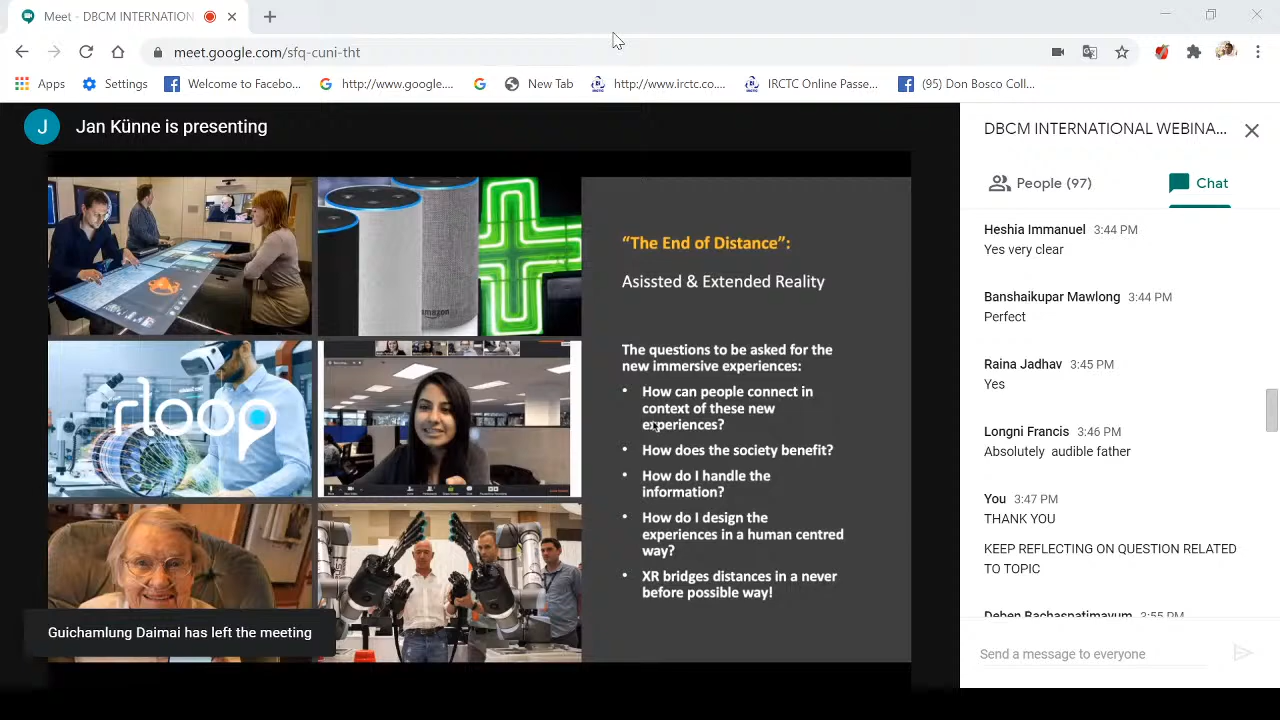 Meet - DBCM INTERNATION
meet.google.com/sfq-cuni-tht
Apps
Settings
Welcome to Facebo...
http://www.google....
New Tab
http://www.irctc.co....
IRCTC Online Passe...
(95) Don Bosco Coll...
J
Jan Künne is presenting
amazon
rloop
“The End of Distance”:
Asissted & Extended Reality
The questions to be asked for the
new immersive experiences:
• How can people connect in
context of these new
experiences?
• How does the society benefit?
• How do I handle the
information?
• How do I design the
experiences in a human centred
way?
• XR bridges distances in a never
before possible way!
Guichamlung Daimai has left the meeting
DBCM INTERNATIONAL WEBINA...
People (97)
Chat
Heshia Immanuel 3:44 PM
Yes very clear
Banshaikupar Mawlong 3:44 PM
Perfect
Raina Jadhav 3:45 PM
Yes
Longni Francis 3:46 PM
Absolutely audible father
You 3:47 PM
THANK YOU
KEEP REFLECTING ON QUESTION RELATED
TO TOPIC
Deben Bachaspatimayum 3:55 PM
Send a message to everyone